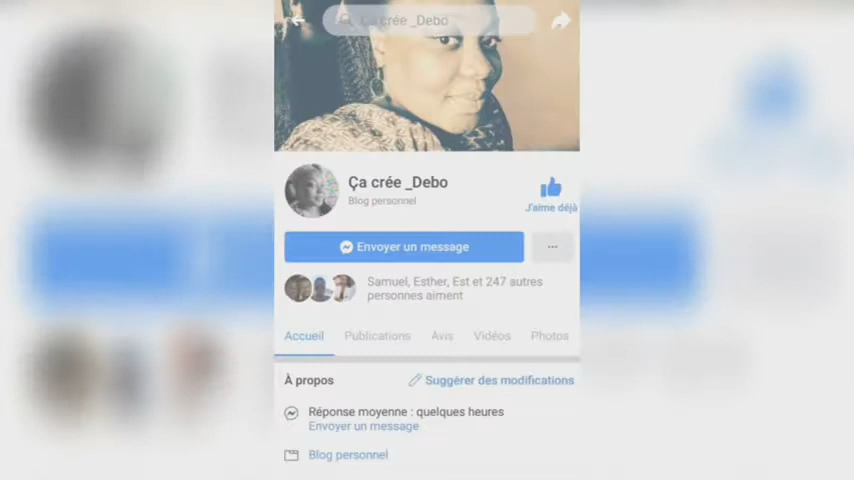 Ça crée _Debo
Ça crée _Debo
Blog personnel
J'aime déjà
Envoyer un message
Samuel, Esther, Est et 247 autres
personnes aiment
Accueil Publications Avis Vidéos Photos
À propos
Suggérer des modifications
Réponse moyenne : quelques heures
Envoyer un message
Blog personnel